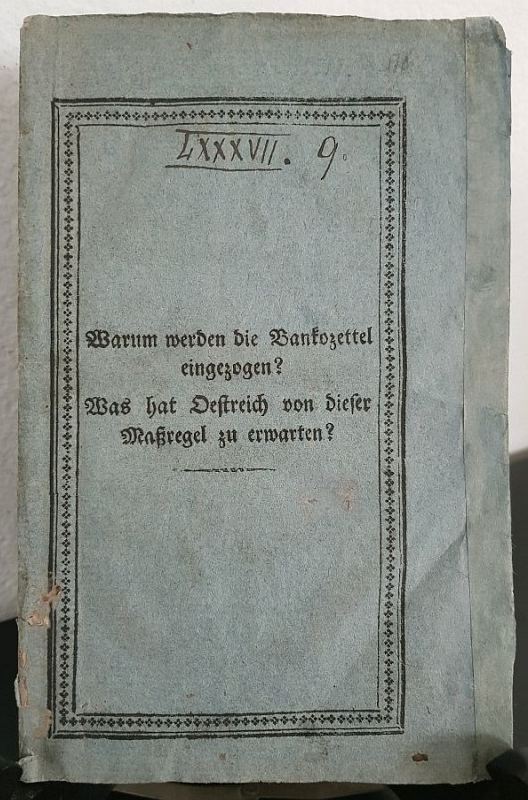 LXXXVII. 9.
Warum werden die Bankozettel
eingezogen?
Was hat Oestreich von dieser
Maßregel zu erwarten?